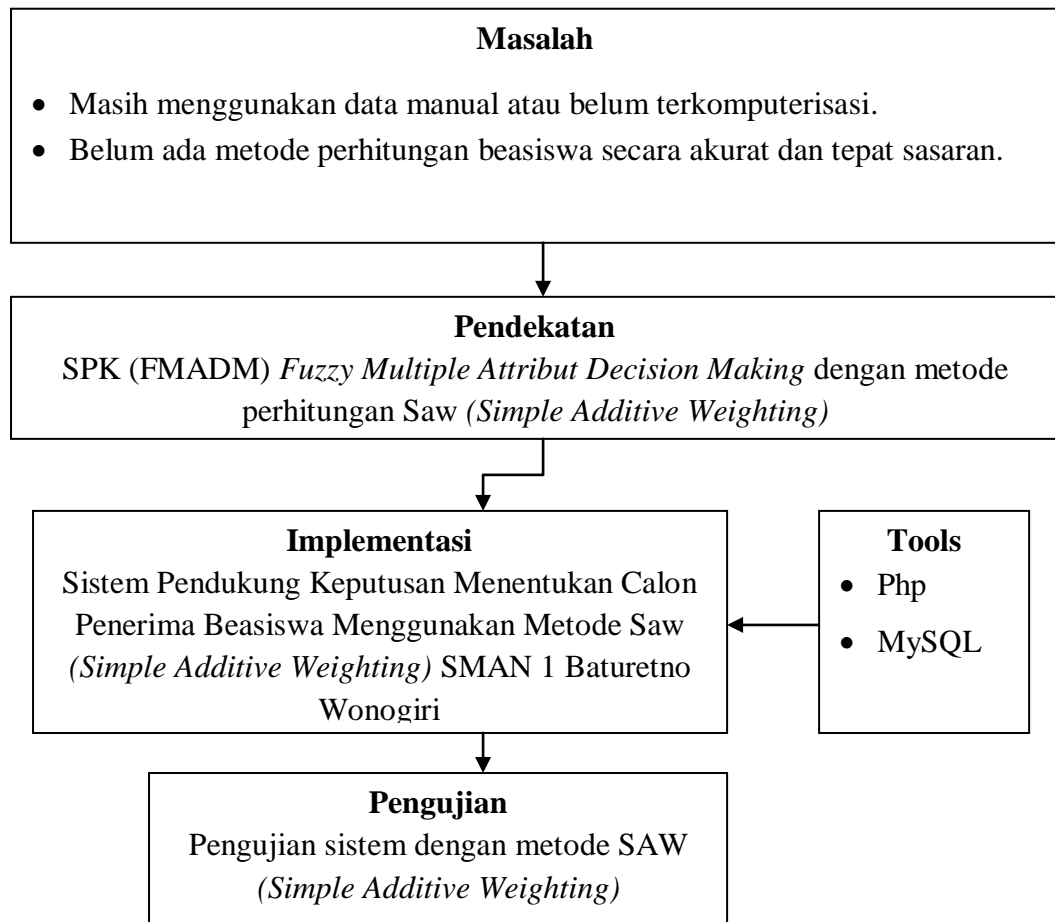 Masalah
• Masih menggunakan data manual atau belum terkomputerisasi.
• Belum ada metode perhitungan beasiswa secara akurat dan tepat sasaran.
Pendekatan
SPK (FMADM) Fuzzy Multiple Attribut Decision Making dengan metode
perhitungan Saw (Simple Additive Weighting)
Implementasi
Sistem Pendukung Keputusan Menentukan Calon
Penerima Beasiswa Menggunakan Metode Saw
(Simple Additive Weighting) SMAN 1 Baturetno
Wonogiri
Tools
• Php
• MySQL
Pengujian
Pengujian sistem dengan metode SAW
(Simple Additive Weighting)